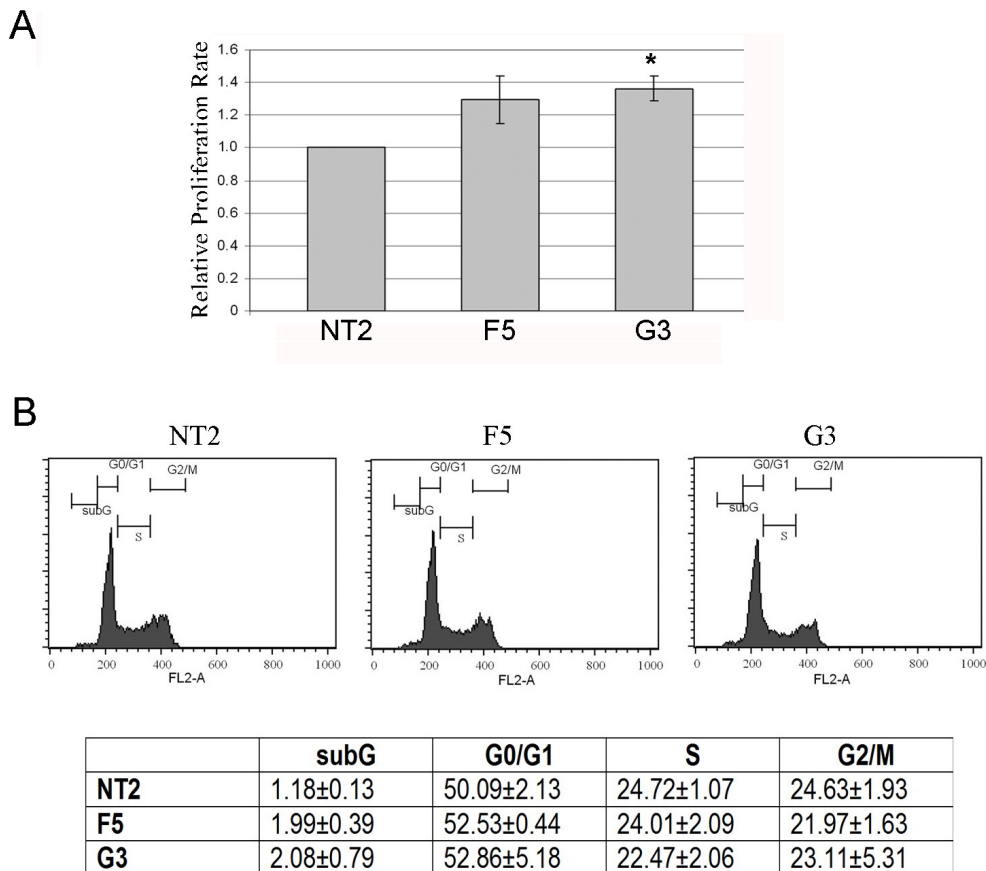 A
Relative Proliferation Rate
1.6
1.4
1.2
1.0
0.8
0.6
0.4
0.2
0
*
NT2 F5 G3
B
NT2 F5 G3
G0/G1 G2/M G0/G1 G2/M G0/G1 G2/M
subG subG subG
S S S
0 200 400 600 800 1000 0 200 400 600 800 1000 0 200 400 600 800 1000
FL2-A FL2-A FL2-A
subG G0/G1 S G2/M
NT2 1.18±0.13 50.09±2.13 24.72±1.07 24.63±1.93
F5 1.99±0.39 52.53±0.44 24.01±2.09 21.97±1.63
G3 2.08±0.79 52.86±5.18 22.47±2.06 23.11±5.31